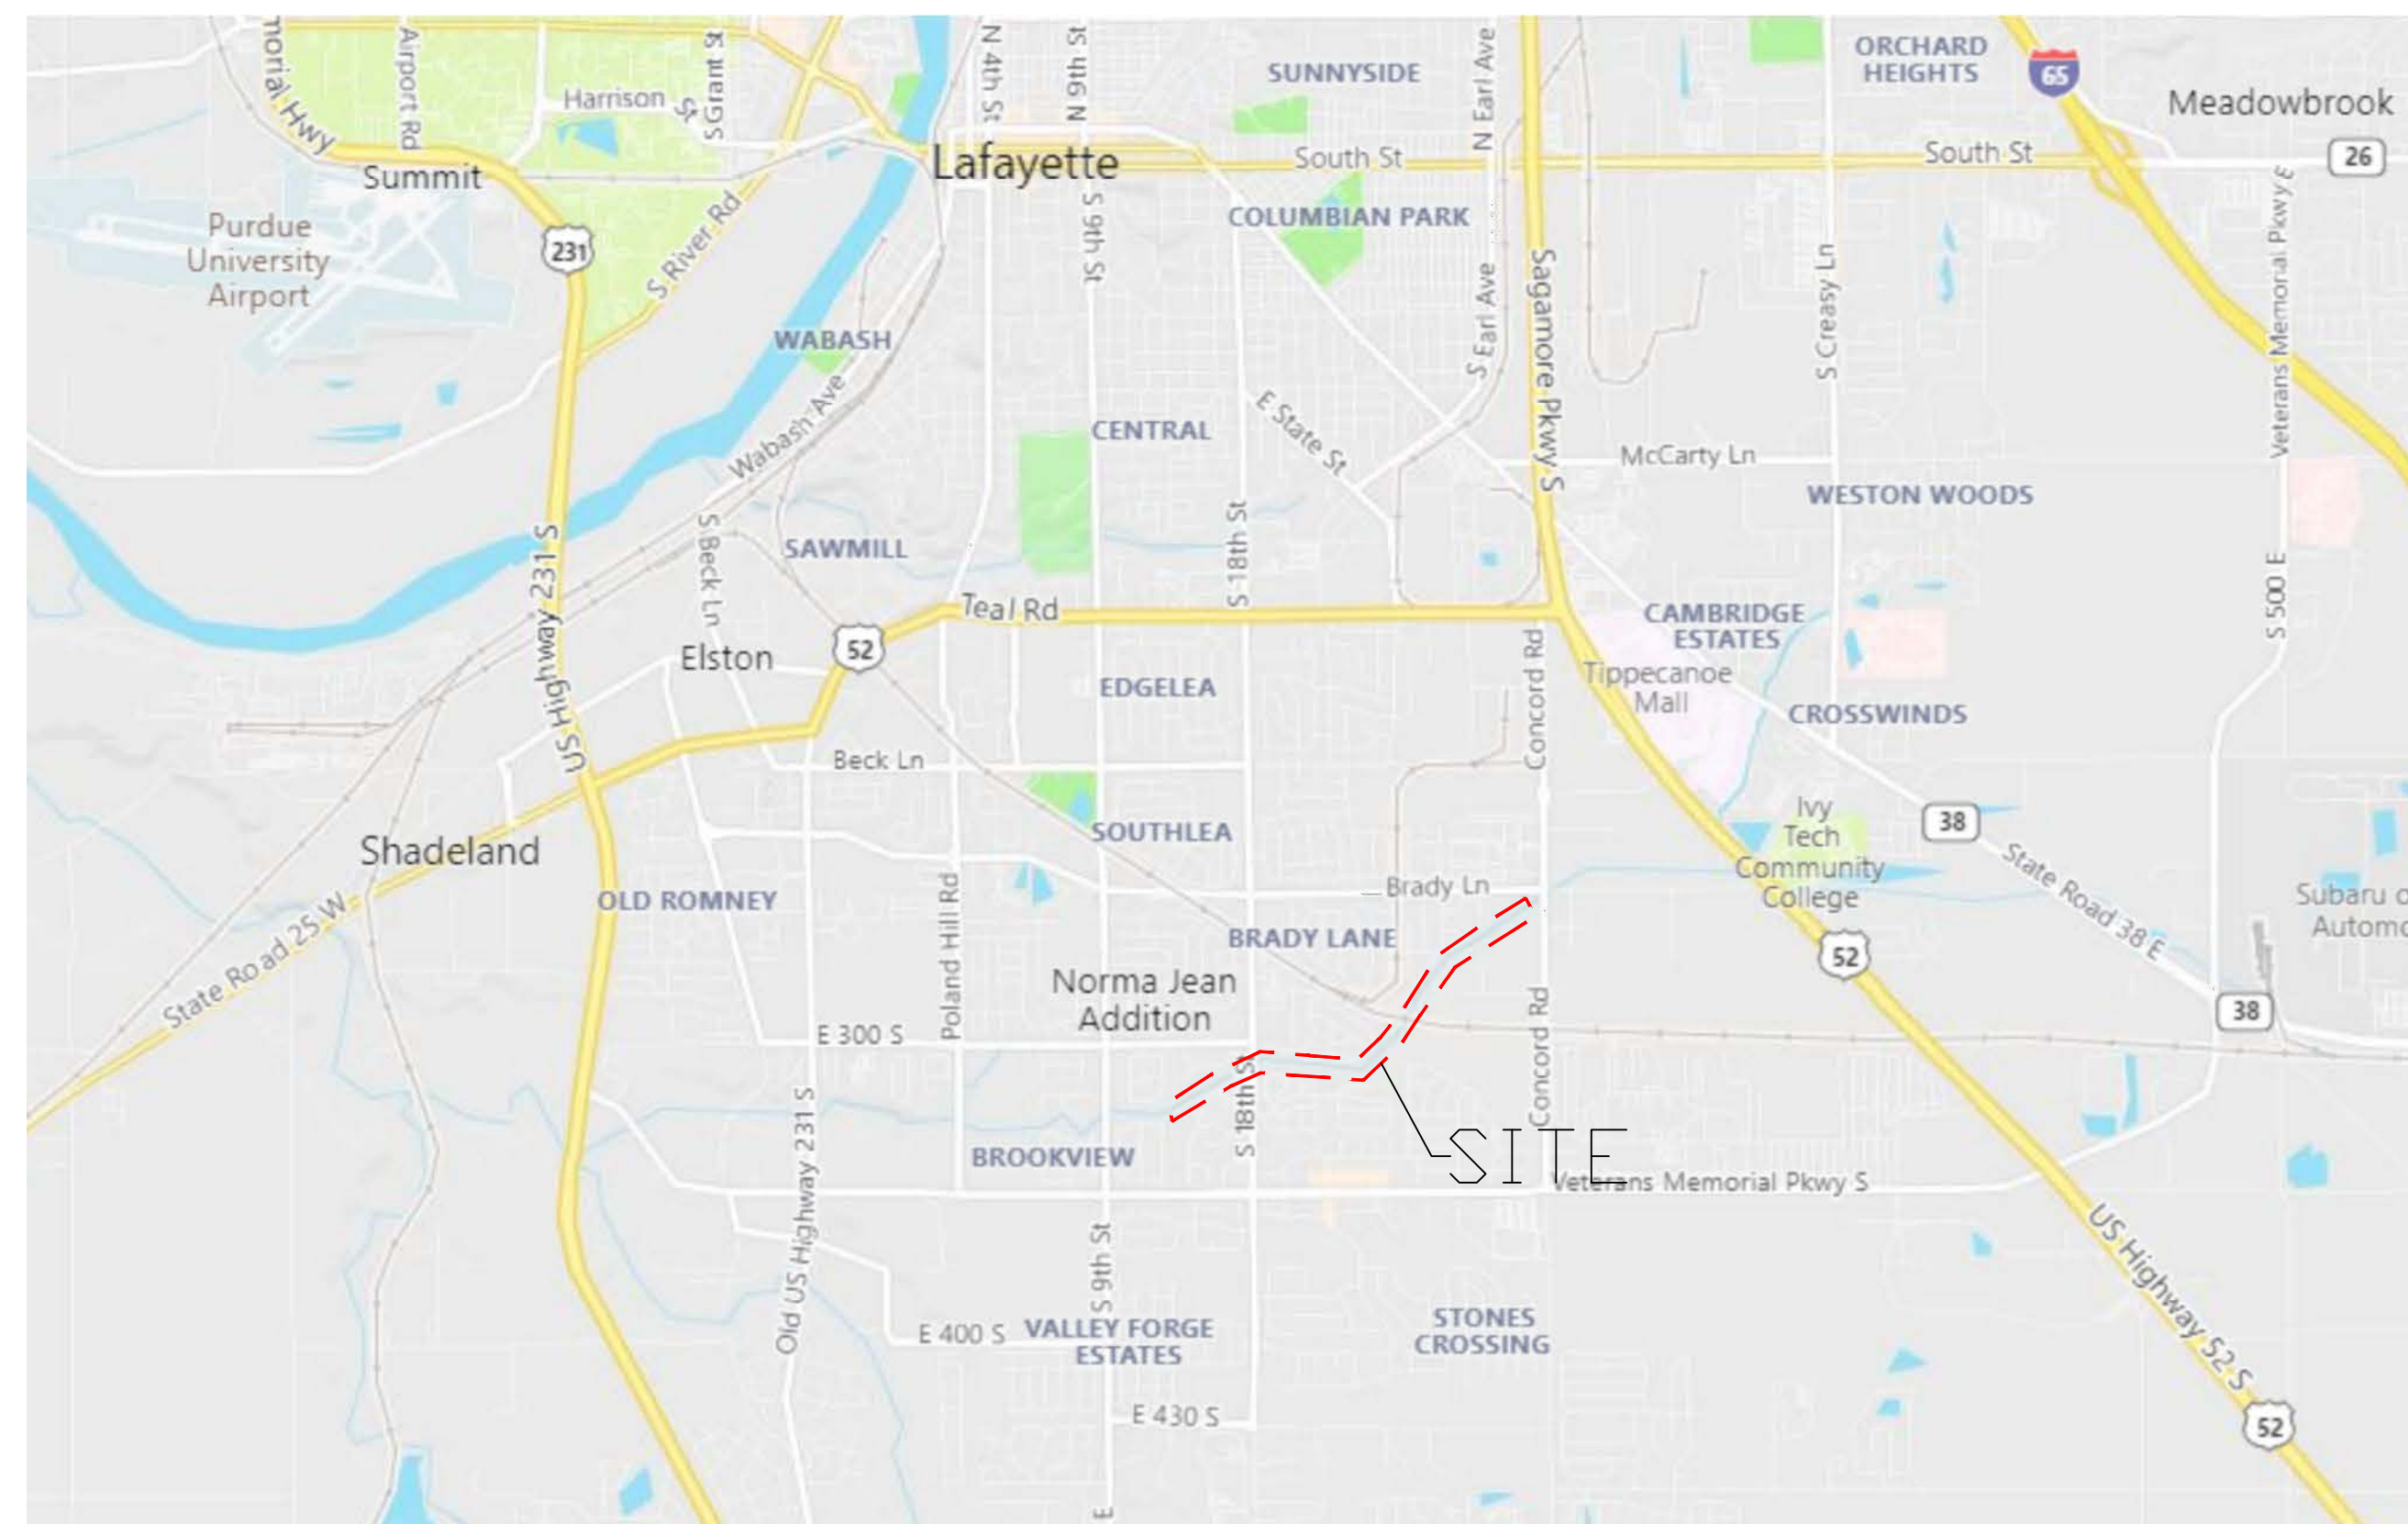 morial Hwy
Airport Rd
Harrison St
S Grant St
N 4th St
N 9th St
SUNNYSIDE
N Earl Ave
ORCHARD
HEIGHTS
65
Meadowbrook
26
Summit
Lafayette
South St
South St
Purdue
University
Airport
231
S River Rd
S 9th St
COLUMBIAN PARK
S Earl Ave
Sagamore Pkwy S
S Creasy Ln
Veterans Memorial Pkwy E
WABASH
Wabash Ave
CENTRAL
E State St
McCarty Ln
WESTON WOODS
US Highway 231 S
S Beck Ln
SAWMILL
S 18th St
S 500 E
Teal Rd
CAMBRIDGE
ESTATES
Elston
52
EDGELEA
Concord Rd
Tippecanoe
Mall
CROSSWINDS
Beck Ln
SOUTHLEA
Ivy
Tech
Community
College
38
State Road 38 E
Shadeland
OLD ROMNEY
Poland Hill Rd
Brady Ln
Subaru o
Automo
State Road 25 W
BRADY LANE
52
Norma Jean
Addition
38
E 300 S
Concord Rd
S 18th St
Old US Highway 231 S
BROOKVIEW
SITE
Veterans Memorial Pkwy S
S 9th St
US Highway 52 S
E 400 S
VALLEY FORGE
ESTATES
STONES
CROSSING
E 430 S
52
E